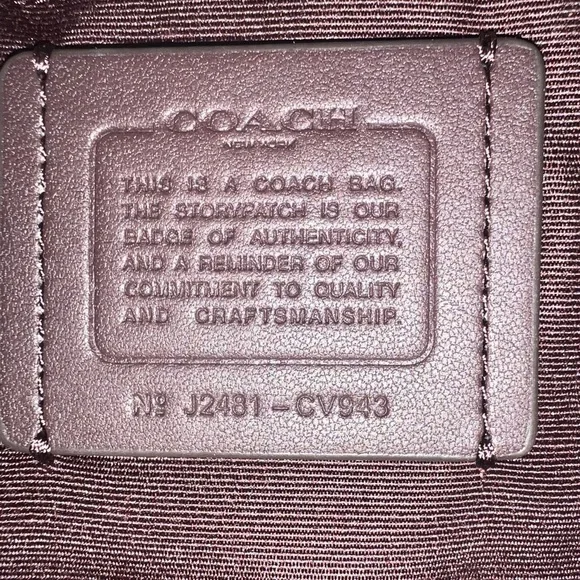 COACH
NEW YORK
THIS IS A COACH BAG.
THE STORYPATCH IS OUR
BADGE OF AUTHENTICITY,
AND A REMINDER OF OUR
COMMITMENT TO QUALITY
AND CRAFTSMANSHIP.
Nº J2481-CV943